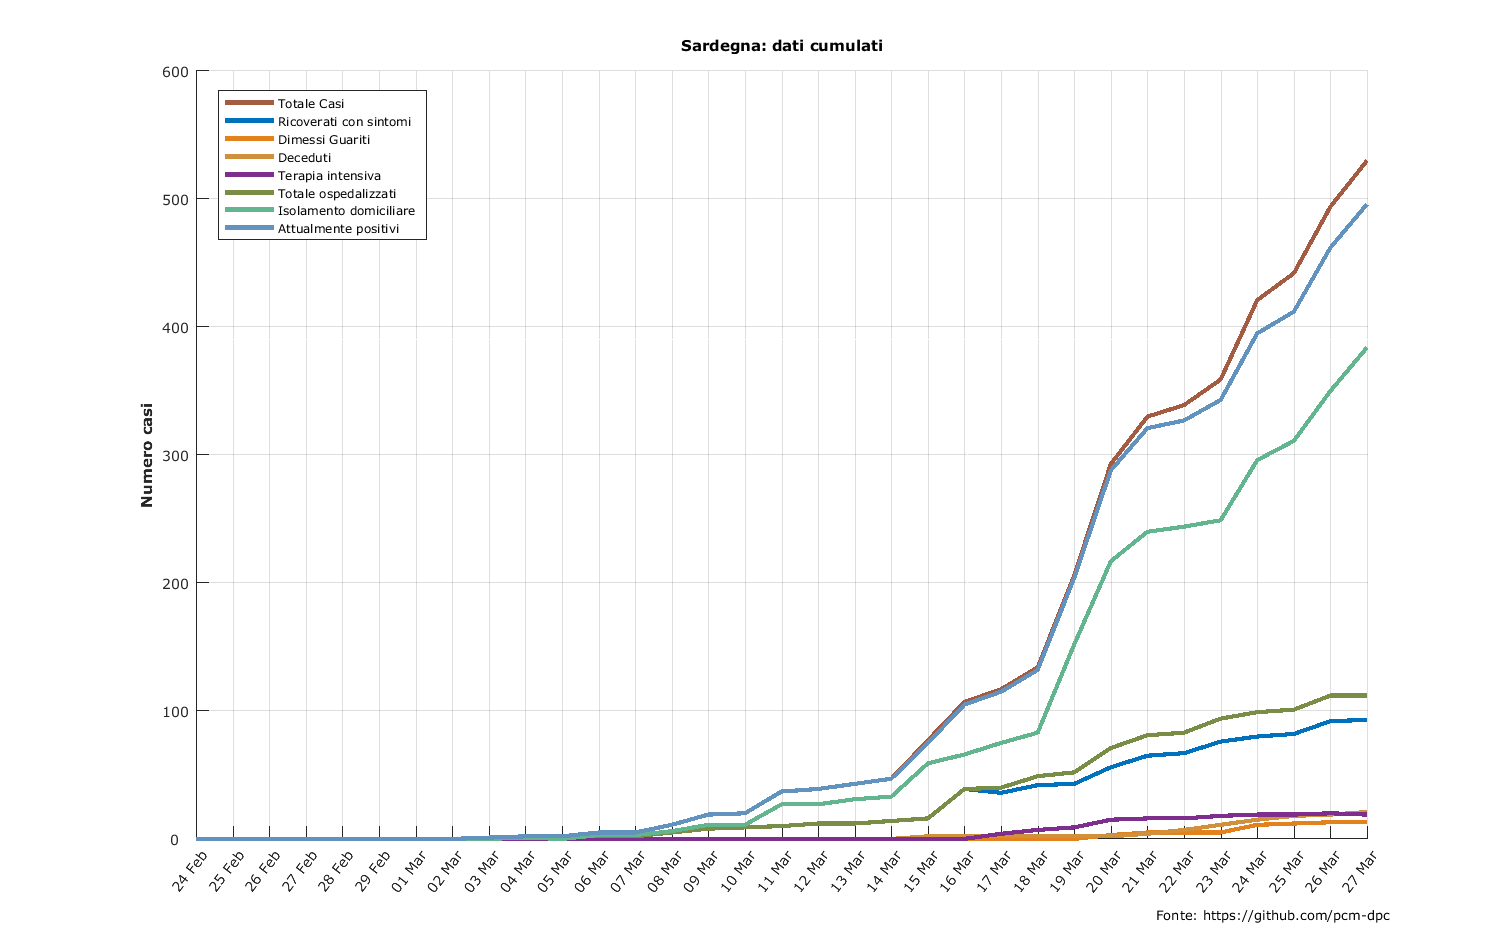 Sardegna: dati cumulati
600
500
400
300
200
100
0
Numero casi
Totale Casi
Ricoverati con sintomi
Dimessi Guariti
Deceduti
Terapia intensiva
Totale ospedalizzati
Isolamento domiciliare
Attualmente positivi
24 Feb
25 Feb
26 Feb
27 Feb
28 Feb
29 Feb
01 Mar
02 Mar
03 Mar
04 Mar
05 Mar
06 Mar
07 Mar
08 Mar
09 Mar
10 Mar
11 Mar
12 Mar
13 Mar
14 Mar
15 Mar
16 Mar
17 Mar
18 Mar
19 Mar
20 Mar
21 Mar
22 Mar
23 Mar
24 Mar
25 Mar
26 Mar
27 Mar
Fonte: https://github.com/pcm-dpc